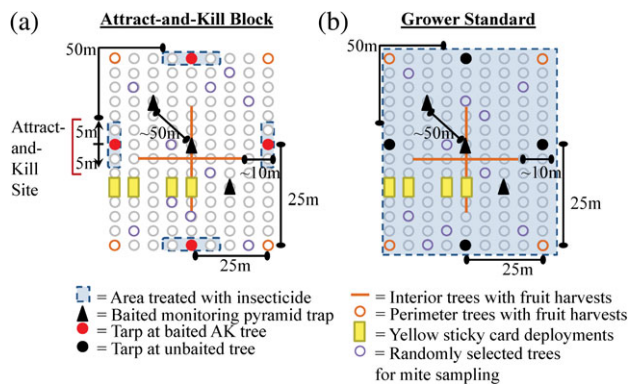 (a) Attract-and-Kill Block
50m
~50m
Attract-
and-
Kill
Site
5m
5m
~10m
25m
25m
= Area treated with insecticide
= Baited monitoring pyramid trap
= Tarp at baited AK tree
= Tarp at unbaited tree
(b) Grower Standard
50m
~50m
~10m
25m
25m
= Interior trees with fruit harvests
= Perimeter trees with fruit harvests
= Yellow sticky card deployments
= Randomly selected trees
for mite sampling